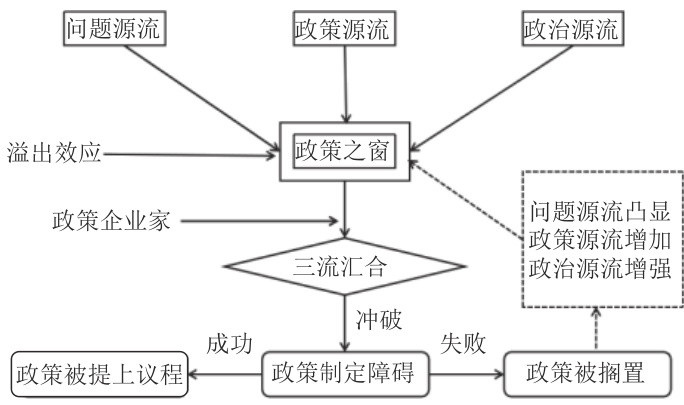 问题源流
政策源流
政治源流
溢出效应
政策之窗
政策企业家
问题源流凸显
政策源流增加
政治源流增强
三流汇合
冲破
成功
失败
政策被提上议程
政策制定障碍
政策被搁置